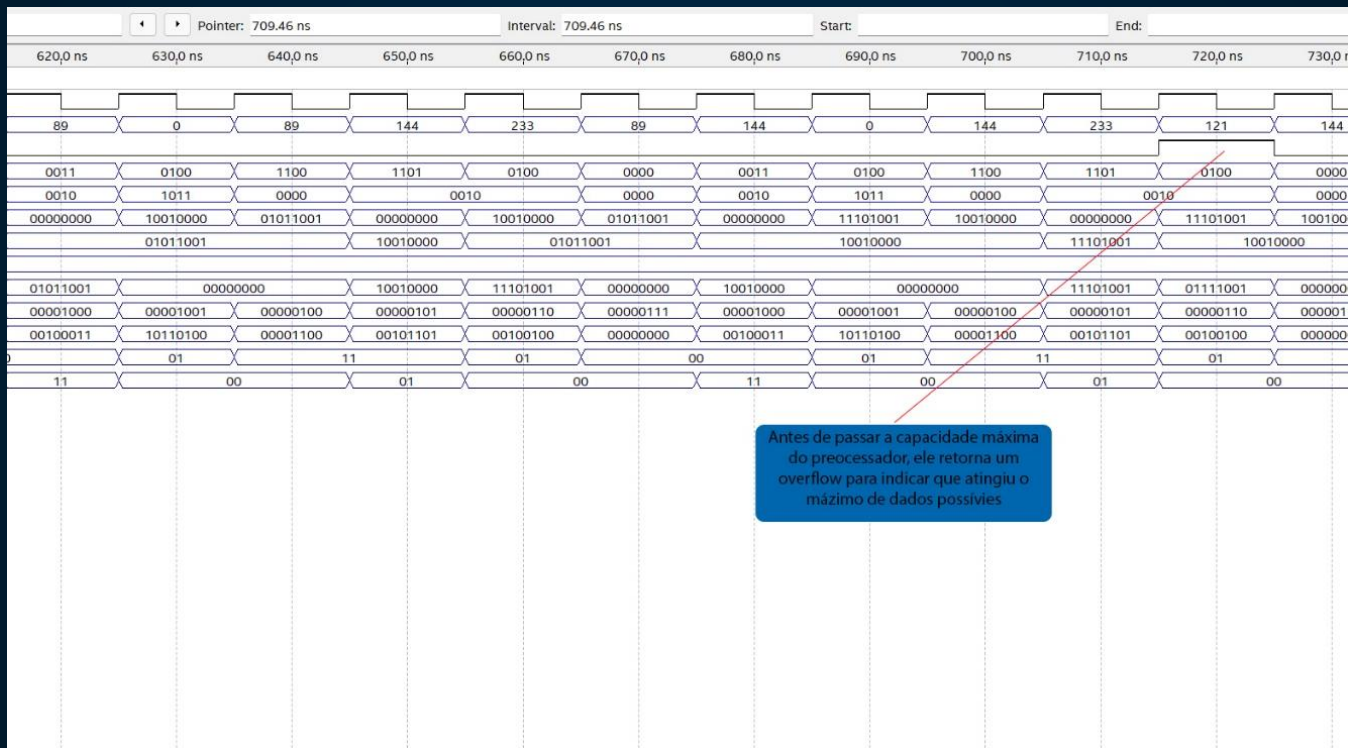 Pointer: 709.46 ns Interval: 709.46 ns Start: End:
620,0 ns 630,0 ns 640,0 ns 650,0 ns 660,0 ns 670,0 ns 680,0 ns 690,0 ns 700,0 ns 710,0 ns 720,0 ns 730,0
89 0 89 144 233 89 144 0 144 233 121 144
0011 0100 1100 1101 0100 0000 0011 0100 1100 1101 0100 0000
0010 1011 0000 0010 0000 0010 1011 0000 0010 0000
00000000 10010000 01011001 00000000 10010000 01011001 00000000 11101001 10010000 00000000 11101001 100100
01011001 10010000 01011001 10010000 11101001 10010000
01011001 00000000 10010000 11101001 00000000 10010000 00000000 11101001 01111001 000000
00001000 00001001 00000100 00000101 00000110 00000111 00001000 00001001 00000100 00000101 00000110 000001
00100011 10110100 00001100 00101101 00100100 00000000 00100011 10110100 00001100 00101101 00100100 000000
01 11 01 00 01 11 01
11 00 01 00 11 00 01 00
Antes de passar a capacidade máxima
do preocessador, ele retorna um
overflow para indicar que atingiu o
mázimo de dados possívies